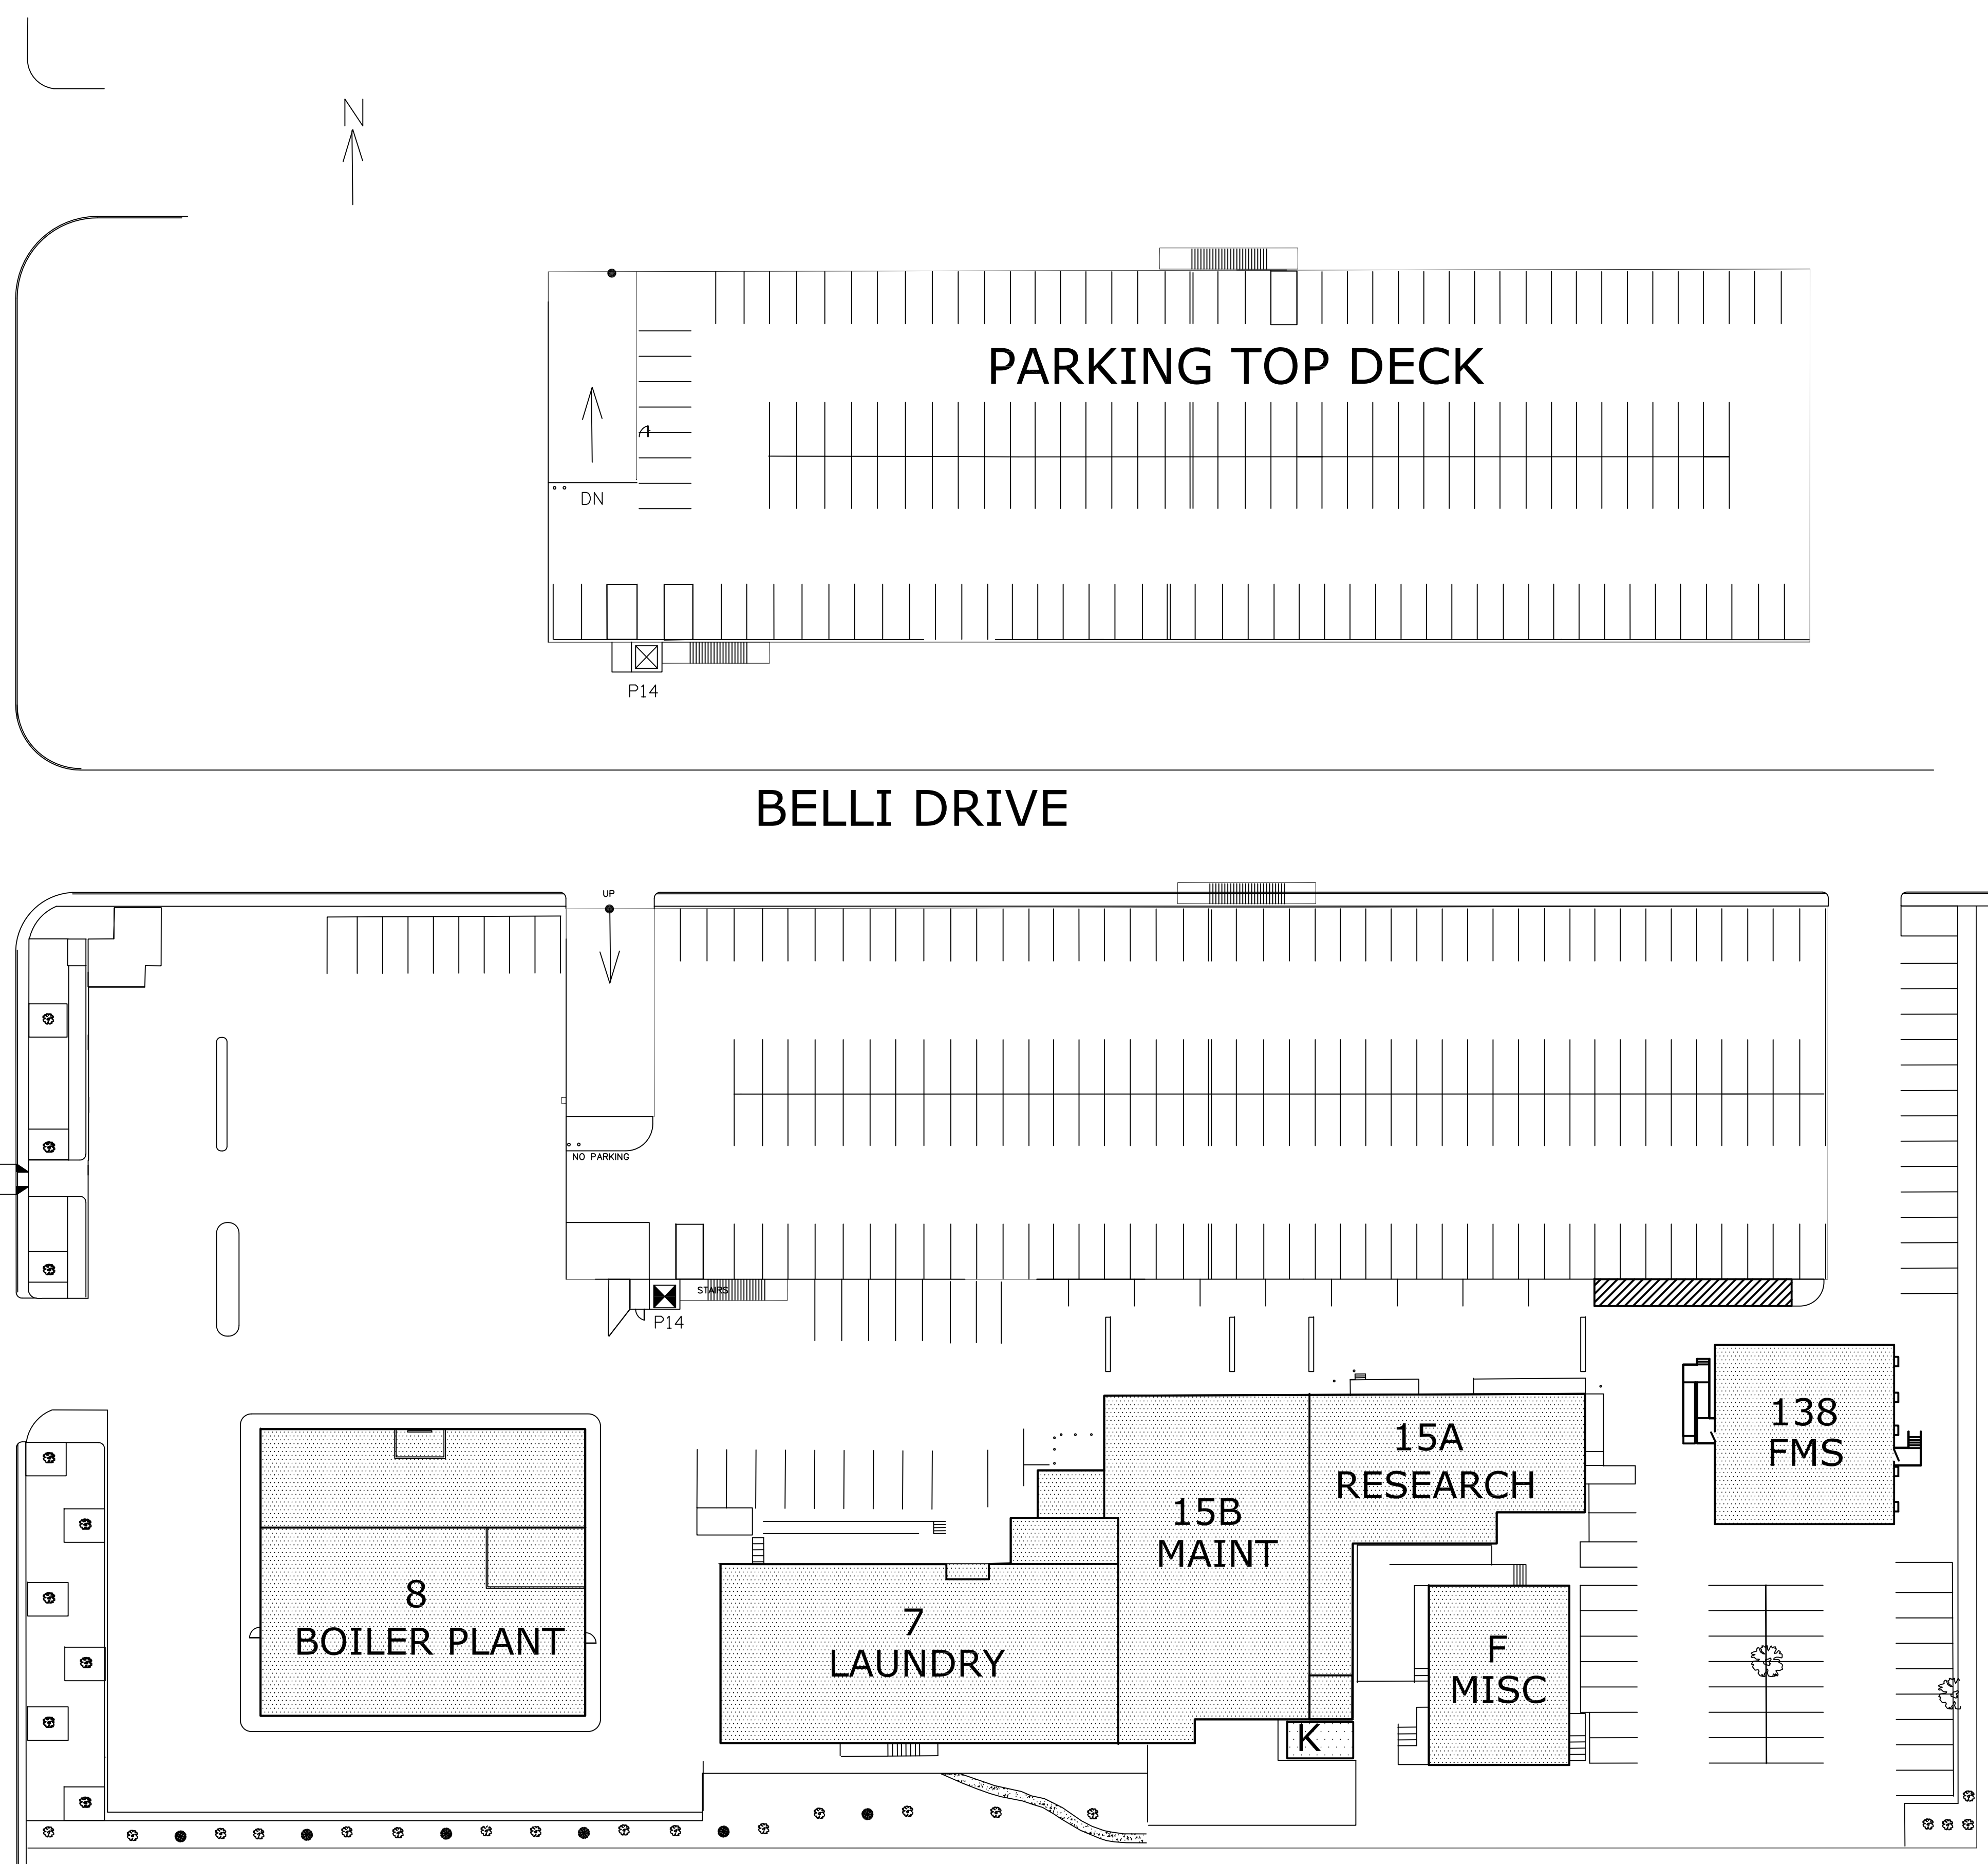 N
PARKING TOP DECK
DN
P14
BELLI DRIVE
UP
NO PARKING
STAIRS
P14
138
FMS
15A
RESEARCH
15B
MAINT
8
BOILER PLANT
7
LAUNDRY
F
MISC
K